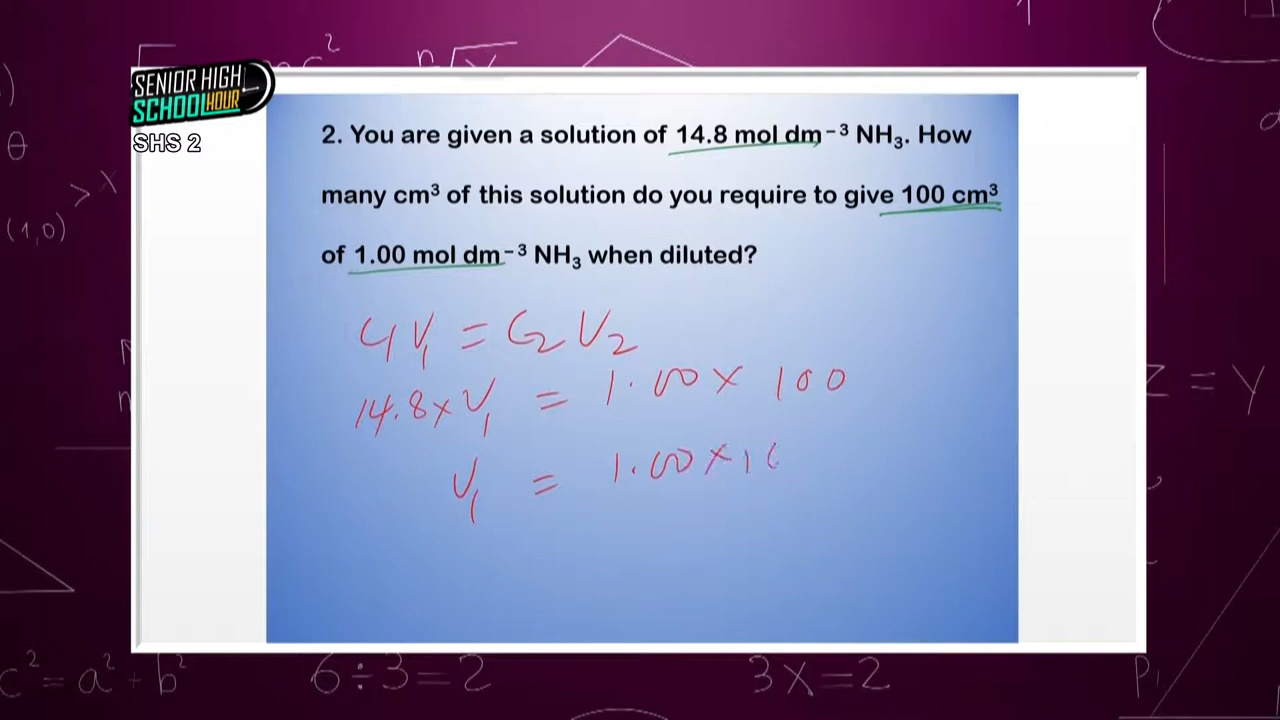 SENIOR HIGH
SCHOOL HOUR
SHS 2
2. You are given a solution of 14.8 mol dm⁻³ NH₃. How
many cm³ of this solution do you require to give 100 cm³
of 1.00 mol dm⁻³ NH₃ when diluted?
C₁V₁ = C₂V₂
14.8 × V₁ = 1.00 × 100
V₁ = 1.00 × 10
(1,0)
> x
θ
n√
c²
z = y
c² = a² + b²
6 ÷ 3 = 2
3x = 2
P